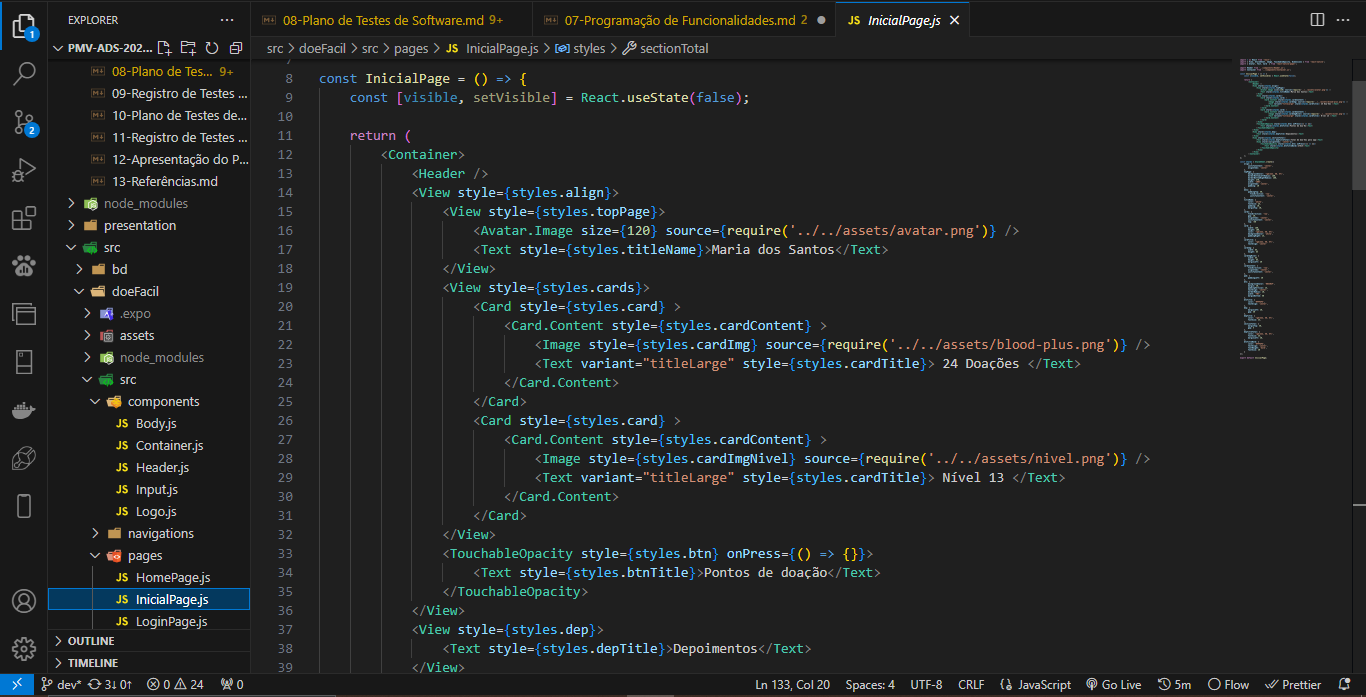 EXPLORER
PMV-ADS-202...
08-Plano de Tes... 9+
09-Registro de Testes ...
10-Plano de Testes de...
11-Registro de Testes ...
12-Apresentação do P...
13-Referências.md
node_modules
presentation
src
bd
doeFacil
.expo
assets
node_modules
src
components
JS Body.js
JS Container.js
JS Header.js
JS Input.js
JS Logo.js
navigations
pages
JS HomePage.js
JS InicialPage.js
JS LoginPage.js
OUTLINE
TIMELINE
1
2
08-Plano de Testes de Software.md 9+
07-Programação de Funcionalidades.md 2
JS InicialPage.js
src > doeFacil > src > pages > JS InicialPage.js > styles > sectionTotal
8 const InicialPage = () => {
9 const [visible, setVisible] = React.useState(false);
10
11 return (
12 <Container>
13 <Header />
14 <View style={styles.align}>
15 <View style={styles.topPage}>
16 <Avatar.Image size={120} source={require('../../assets/avatar.png')} />
17 <Text style={styles.titleName}>Maria dos Santos</Text>
18 </View>
19 <View style={styles.cards}>
20 <Card style={styles.card} >
21 <Card.Content style={styles.cardContent} >
22 <Image style={styles.cardImg} source={require('../../assets/blood-plus.png')} />
23 <Text variant="titleLarge" style={styles.cardTitle}> 24 Doações </Text>
24 </Card.Content>
25 </Card>
26 <Card style={styles.card} >
27 <Card.Content style={styles.cardContent} >
28 <Image style={styles.cardImgNivel} source={require('../../assets/nivel.png')} />
29 <Text variant="titleLarge" style={styles.cardTitle}> Nível 13 </Text>
30 </Card.Content>
31 </Card>
32 </View>
33 <TouchableOpacity style={styles.btn} onPress={() => {}}>
34 <Text style={styles.btnTitle}>Pontos de doação</Text>
35 </TouchableOpacity>
36 </View>
37 <View style={styles.dep}>
38 <Text style={styles.depTitle}>Depoimentos</Text>
39 </View>
dev* 3↓ 0↑ 0 24 0
Ln 133, Col 20 Spaces: 4 UTF-8 CRLF JavaScript Go Live 5m Flow Prettier